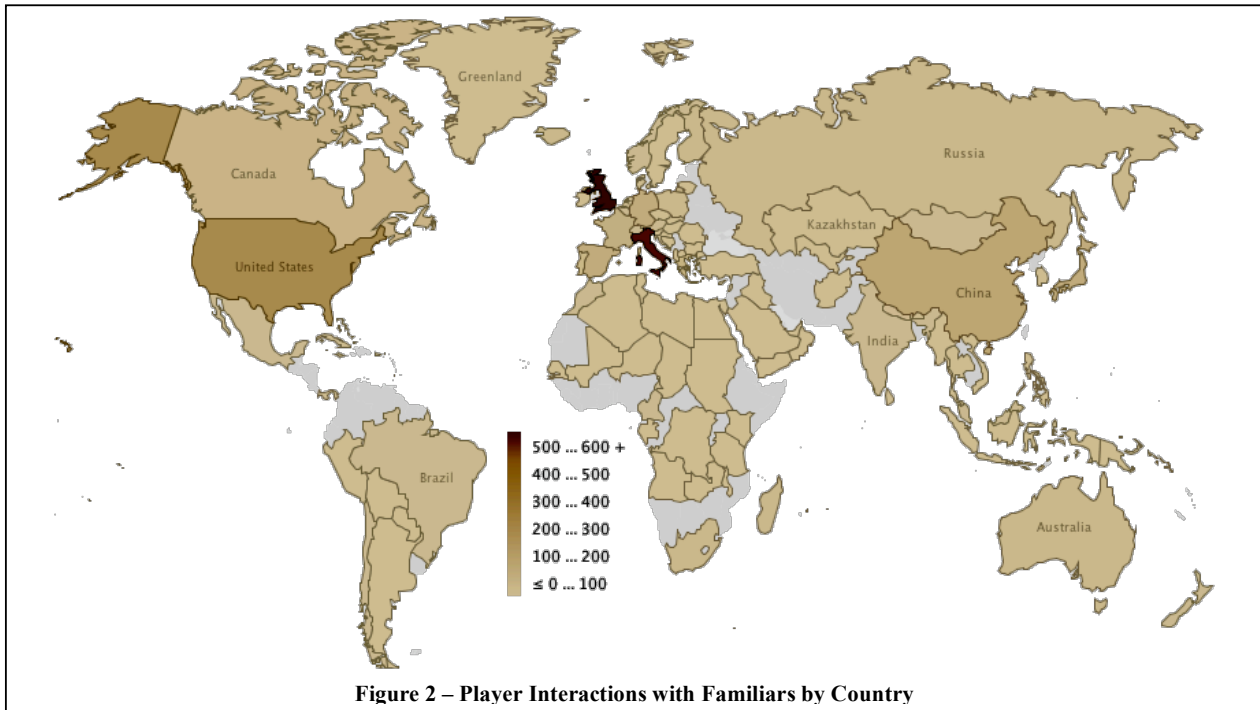 Greenland
Russia
Canada
Kazakhstan
United States
China
India
500 ... 600 +
400 ... 500
300 ... 400
200 ... 300
100 ... 200
≤ 0 ... 100
Brazil
Australia
Figure 2 – Player Interactions with Familiars by Country